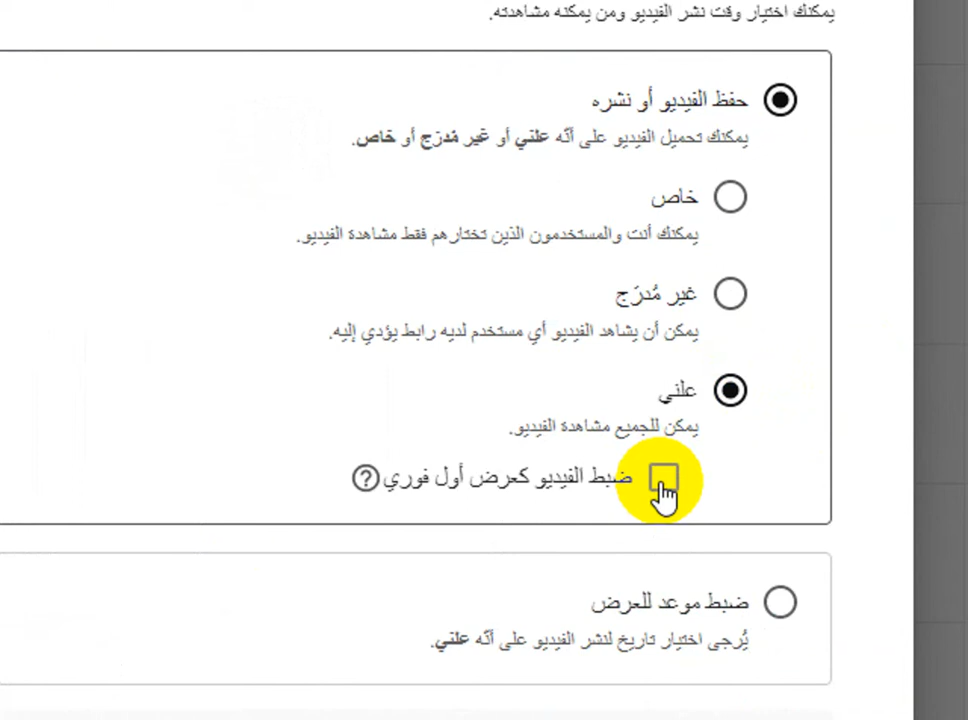 يمكنك اختيار وقت نشر الفيديو ومن يمكنه مشاهدته.
حفظ الفيديو أو نشره
يمكنك تحميل الفيديو على أنّه علني أو غير مُدرَج أو خاص.
خاص
يمكنك أنت والمستخدمون الذين تختارهم فقط مشاهدة الفيديو.
غير مُدرَج
يمكن أن يشاهد الفيديو أي مستخدم لديه رابط يؤدي إليه.
علني
يمكن للجميع مشاهدة الفيديو.
ضبط الفيديو كعرض أول فوري
ضبط موعد للعرض
يُرجى اختيار تاريخ لنشر الفيديو على أنّه علني.